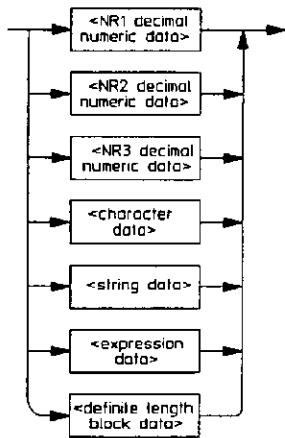 <NR1 decimal
numeric data>
<NR2 decimal
numeric data>
<NR3 decimal
numeric data>
<character
data>
<string data>
<expression
data>
<definite length
block data>